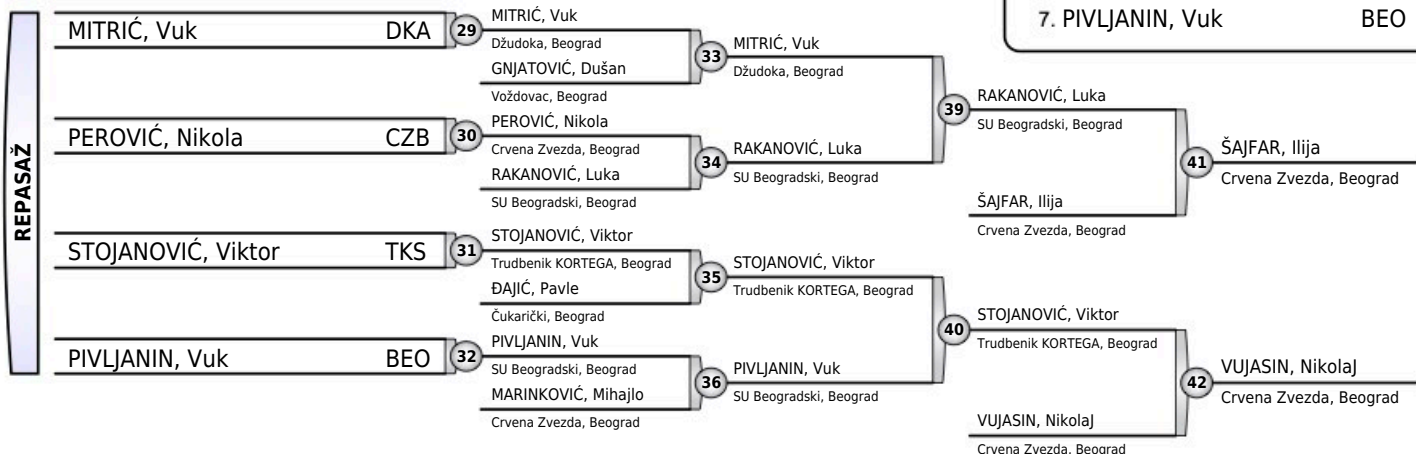 7. PIVLJANIN, Vuk BEO
REPASAŽ
MITRIĆ, Vuk DKA
29
MITRIĆ, Vuk
Džudoka, Beograd
GNJATOVIĆ, Dušan
Voždovac, Beograd
33
MITRIĆ, Vuk
Džudoka, Beograd
PEROVIĆ, Nikola CZB
30
PEROVIĆ, Nikola
Crvena Zvezda, Beograd
RAKANOVIĆ, Luka
SU Beogradski, Beograd
34
RAKANOVIĆ, Luka
SU Beogradski, Beograd
39
RAKANOVIĆ, Luka
SU Beogradski, Beograd
ŠAJFAR, Ilija
Crvena Zvezda, Beograd
41
ŠAJFAR, Ilija
Crvena Zvezda, Beograd
STOJANOVIĆ, Viktor TKS
31
STOJANOVIĆ, Viktor
Trudbenik KORTEGA, Beograd
ĐAJIĆ, Pavle
Čukarički, Beograd
35
STOJANOVIĆ, Viktor
Trudbenik KORTEGA, Beograd
PIVLJANIN, Vuk BEO
32
PIVLJANIN, Vuk
SU Beogradski, Beograd
MARINKOVIĆ, Mihajlo
Crvena Zvezda, Beograd
36
PIVLJANIN, Vuk
SU Beogradski, Beograd
40
STOJANOVIĆ, Viktor
Trudbenik KORTEGA, Beograd
VUJASIN, NikolaJ
Crvena Zvezda, Beograd
42
VUJASIN, NikolaJ
Crvena Zvezda, Beograd